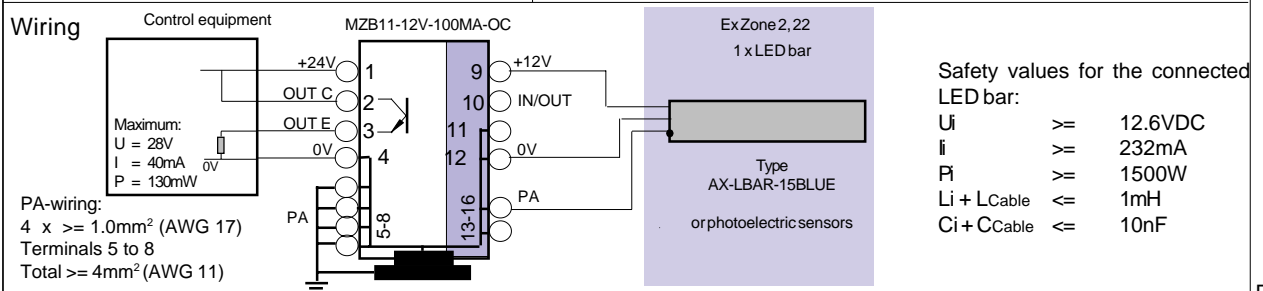 Wiring
Control equipment
MZB11-12V-100MA-OC
Ex Zone 2, 22
1 x LED bar
+24V
OUT C
OUT E
0V
1
2
3
4
5-8
9
10
11
12
13-16
+12V
IN/OUT
0V
PA
Maximum:
U = 28V
I = 40mA
P = 130mW
0V
PA
PA-wiring:
4 x >= 1.0mm² (AWG 17)
Terminals 5 to 8
Total >= 4mm² (AWG 11)
Type
AX-LBAR-15BLUE
or photoelectric sensors
Safety values for the connected
LED bar:
Ui >= 12.6VDC
Ii >= 232mA
Pi >= 1500W
Li + LCable <= 1mH
Ci + CCable <= 10nF